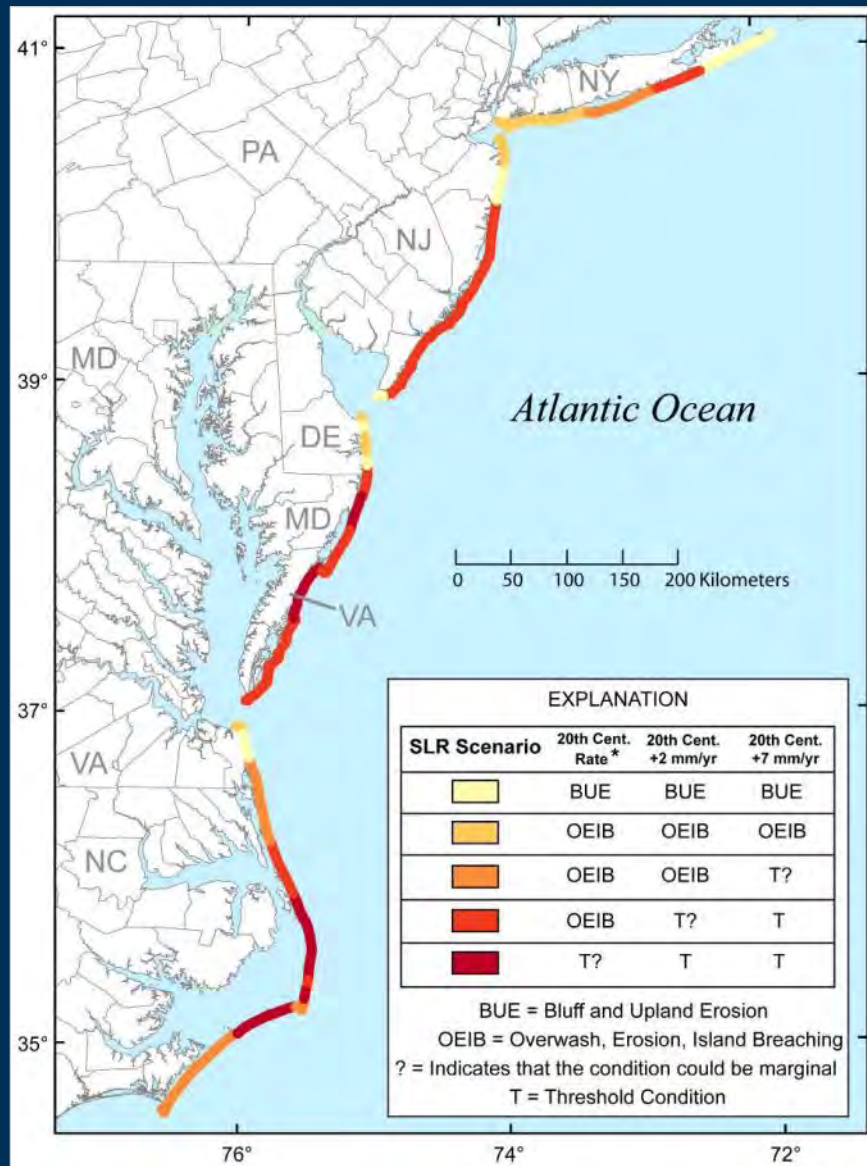 41°
NY
PA
NJ
MD
39°
Atlantic Ocean
DE
MD
0 50 100 150 200 Kilometers
VA
37°
VA
NC
35°
76° 74° 72°
EXPLANATION
SLR Scenario 20th Cent. Rate * 20th Cent. +2 mm/yr 20th Cent. +7 mm/yr
BUE BUE BUE
OEIB OEIB OEIB
OEIB OEIB T?
OEIB T? T
T? T T
BUE = Bluff and Upland Erosion
OEIB = Overwash, Erosion, Island Breaching
? = Indicates that the condition could be marginal
T = Threshold Condition